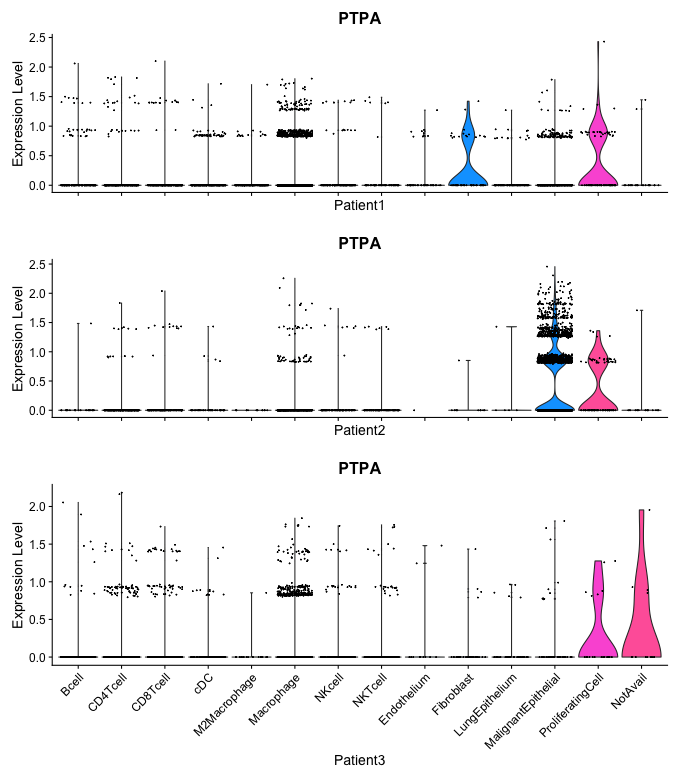 PTPA
Expression Level
2.5
2.0
1.5
1.0
0.5
0.0
Patient1
PTPA
Expression Level
2.5
2.0
1.5
1.0
0.5
0.0
Patient2
PTPA
Expression Level
2.0
1.5
1.0
0.5
0.0
Bcell
CD4Tcell
CD8Tcell
cDC
M2Macrophage
Macrophage
NKcell
NKTcell
Endothelium
Fibroblast
LungEpithelium
MalignantEpithelial
ProliferatingCell
NotAvail
Patient3